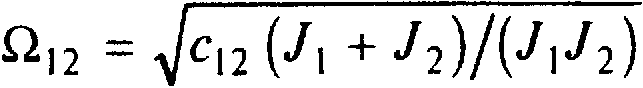 Ω₁₂ = √(c₁₂ (J₁ + J₂)/(J₁J₂))